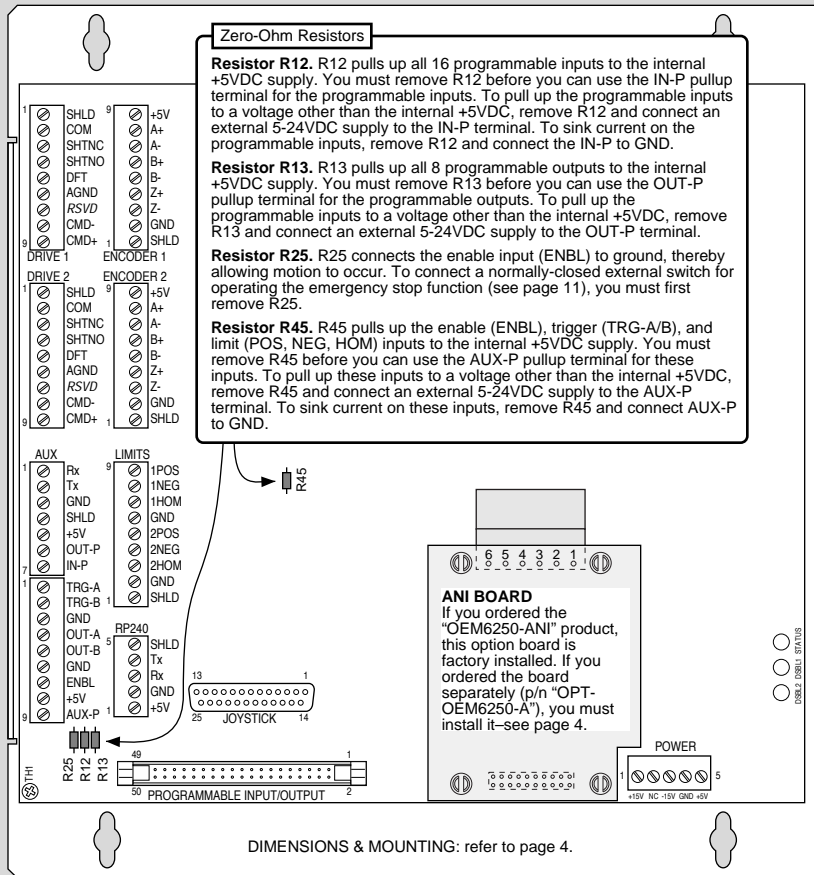 Zero-Ohm Resistors
Resistor R12. R12 pulls up all 16 programmable inputs to the internal
+5VDC supply. You must remove R12 before you can use the IN-P pullup
terminal for the programmable inputs. To pull up the programmable inputs
to a voltage other than the internal +5VDC, remove R12 and connect an
external 5-24VDC supply to the IN-P terminal. To sink current on the
programmable inputs, remove R12 and connect the IN-P to GND.
Resistor R13. R13 pulls up all 8 programmable outputs to the internal
+5VDC supply. You must remove R13 before you can use the OUT-P
pullup terminal for the programmable outputs. To pull up the
programmable inputs to a voltage other than the internal +5VDC, remove
R13 and connect an external 5-24VDC supply to the OUT-P terminal.
Resistor R25. R25 connects the enable input (ENBL) to ground, thereby
allowing motion to occur. To connect a normally-closed external switch for
operating the emergency stop function (see page 11), you must first
remove R25.
Resistor R45. R45 pulls up the enable (ENBL), trigger (TRG-A/B), and
limit (POS, NEG, HOM) inputs to the internal +5VDC supply. You must
remove R45 before you can use the AUX-P pullup terminal for these
inputs. To pull up these inputs to a voltage other than the internal +5VDC,
remove R45 and connect an external 5-24VDC supply to the AUX-P
terminal. To sink current on these inputs, remove R45 and connect AUX-P
to GND.
1
SHLD
COM
SHTNC
SHTNO
DFT
AGND
RSVD
CMD-
9 CMD+
DRIVE 1
9 +5V
A+
A-
B+
B-
Z+
Z-
GND
1 SHLD
ENCODER 1
DRIVE 2
1
SHLD
COM
SHTNC
SHTNO
DFT
AGND
RSVD
CMD-
9 CMD+
ENCODER 2
9 +5V
A+
A-
B+
B-
Z+
Z-
GND
1 SHLD
AUX
1 Rx
Tx
GND
SHLD
+5V
OUT-P
7 IN-P
1 TRG-A
TRG-B
GND
OUT-A
OUT-B
GND
ENBL
+5V
9 AUX-P
LIMITS
9 1POS
1NEG
1HOM
GND
2POS
2NEG
2HOM
GND
1 SHLD
RP240
5 SHLD
Tx
Rx
GND
1 +5V
R45
13 1
25 JOYSTICK 14
R25
R12
R13
TH1
49 1
50 PROGRAMMABLE INPUT/OUTPUT 2
6 5 4 3 2 1
ANI BOARD
If you ordered the
“OEM6250-ANI” product,
this option board is
factory installed. If you
ordered the board
separately (p/n “OPT-
OEM6250-A”), you must
install it–see page 4.
STATUS
DSBL1
DSBL2
POWER
1 5
+15V NC -15V GND +5V
DIMENSIONS & MOUNTING: refer to page 4.